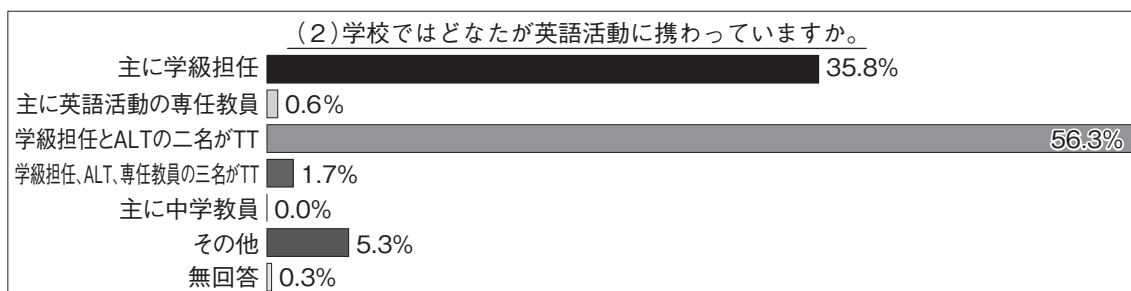 (2)学校ではどなたが英語活動に携わっていますか。
主に学級担任 35.8%
主に英語活動の専任教員 0.6%
学級担任とALTの二名がTT 56.3%
学級担任、ALT、専任教員の三名がTT 1.7%
主に中学教員 0.0%
その他 5.3%
無回答 0.3%